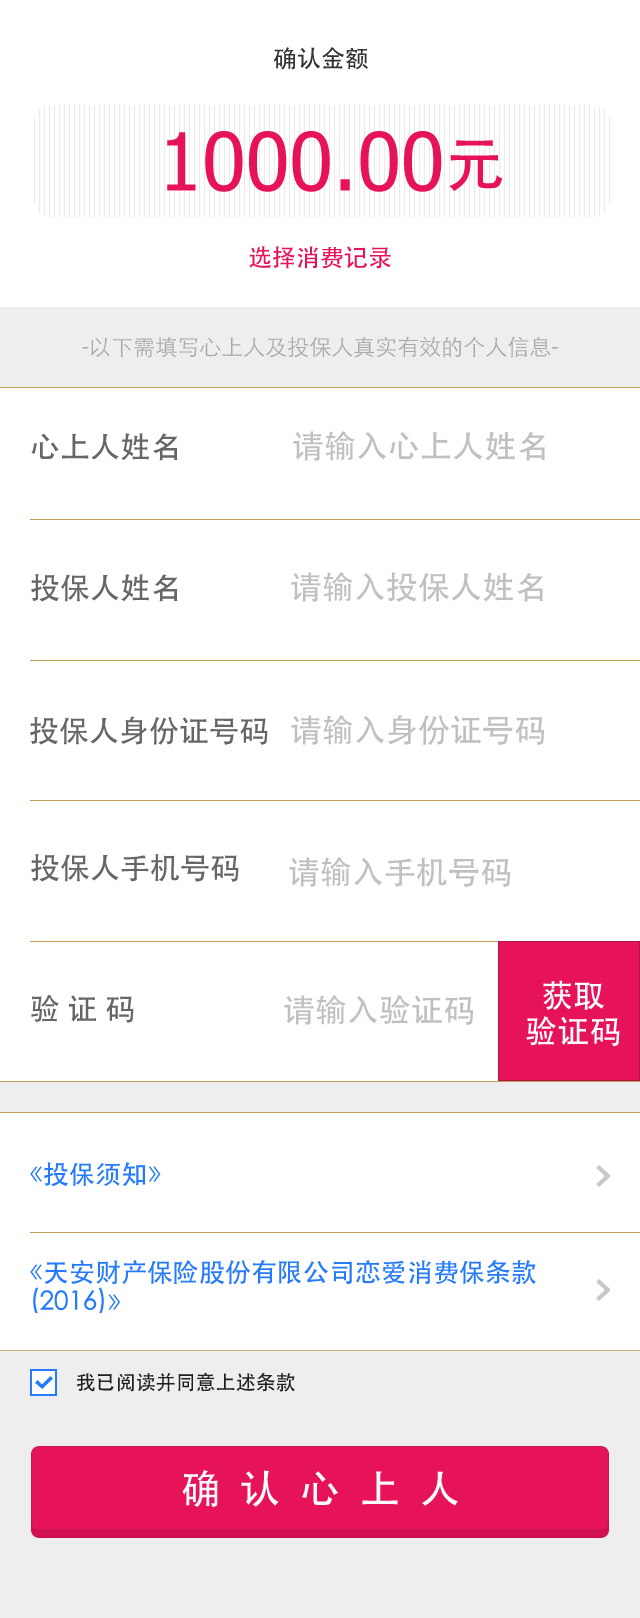 确认金额
1000.00元
选择消费记录
-以下需填写心上人及投保人真实有效的个人信息-
心上人姓名 请输入心上人姓名
投保人姓名 请输入投保人姓名
投保人身份证号码 请输入身份证号码
投保人手机号码 请输入手机号码
验证码 请输入验证码
获取
验证码
《投保须知》
《天安财产保险股份有限公司恋爱消费保条款
(2016)》
我已阅读并同意上述条款
确认心上人